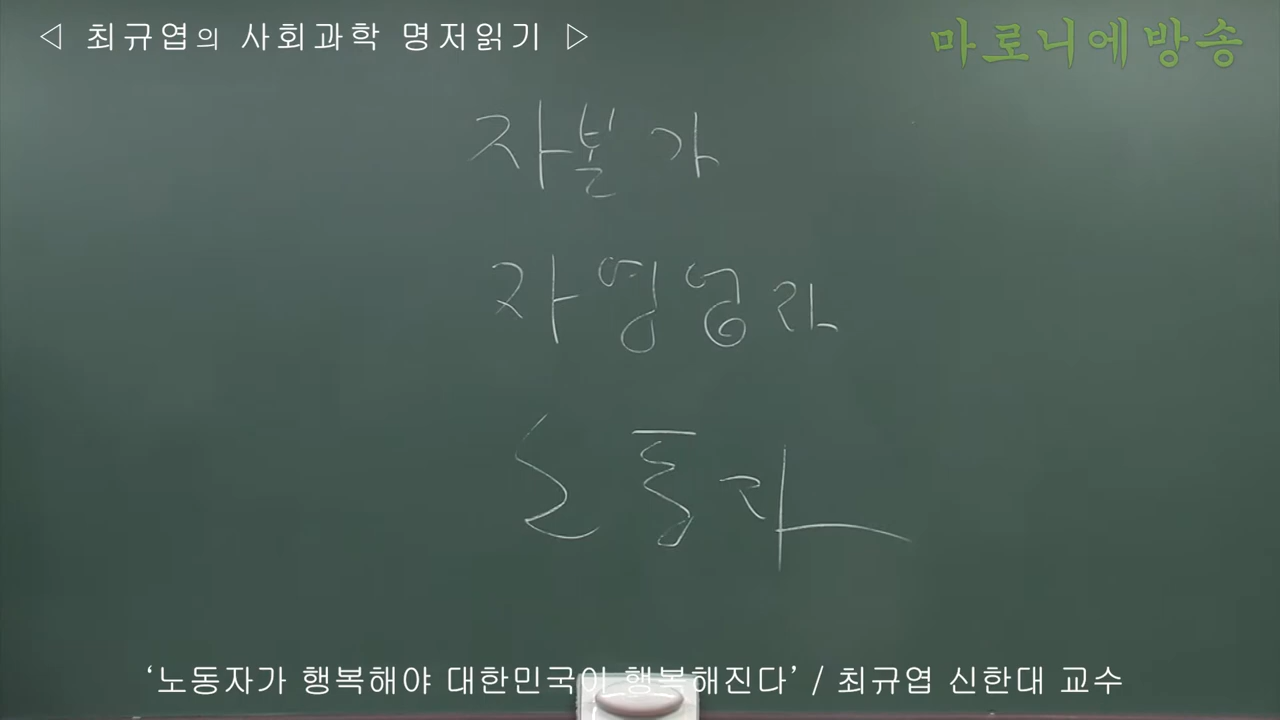 ◁ 최규엽의 사회과학 명저읽기 ▷
마로니에방송
자본가
자영업자
노동자
‘노동자가 행복해야 대한민국이 행복해진다’ / 최규엽 신한대 교수